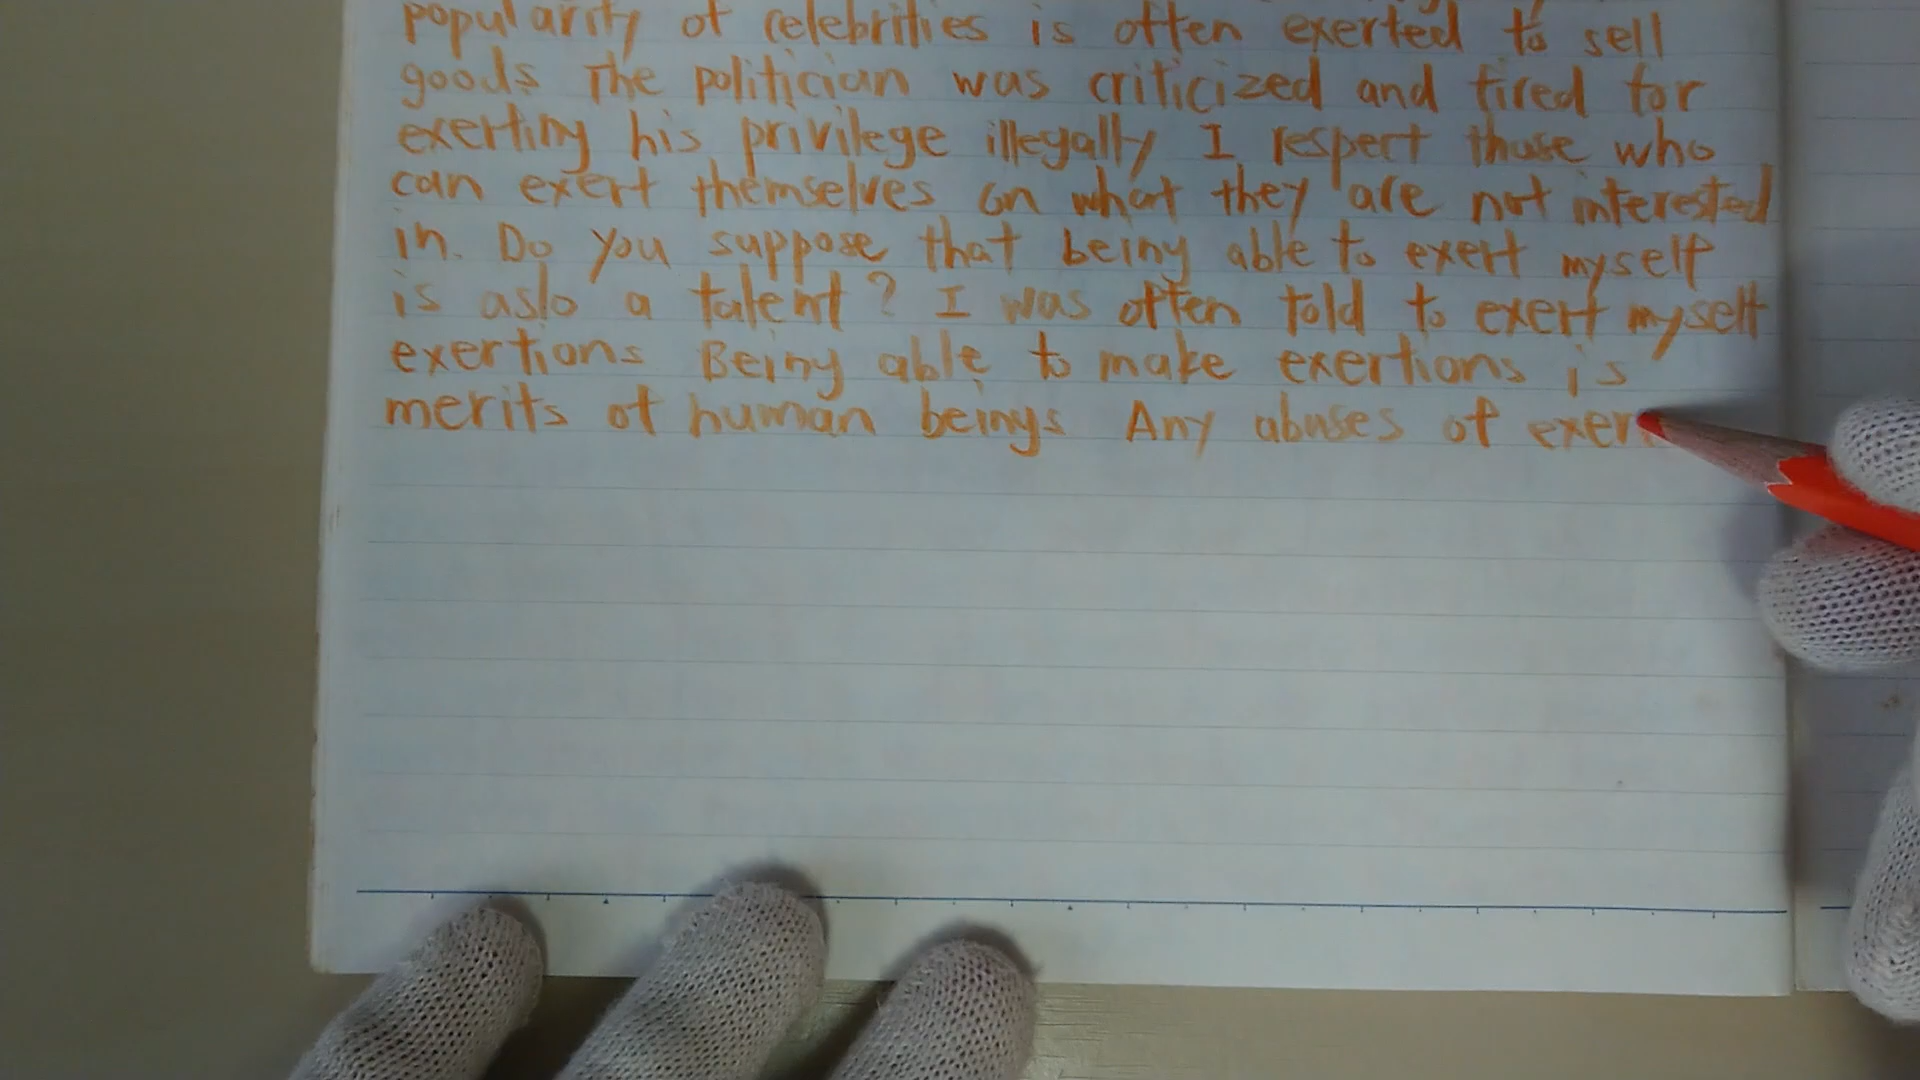 popularity of celebrities is often exerted to sell
goods The politician was criticized and fired for
exerting his privilege illegally I respect those who
can exert themselves on what they are not interested
in. Do you suppose that being able to exert myself
is aslo a talent? I was often told to exert myself
exertions Being able to make exertions is
merits of human beings Any abuses of exer